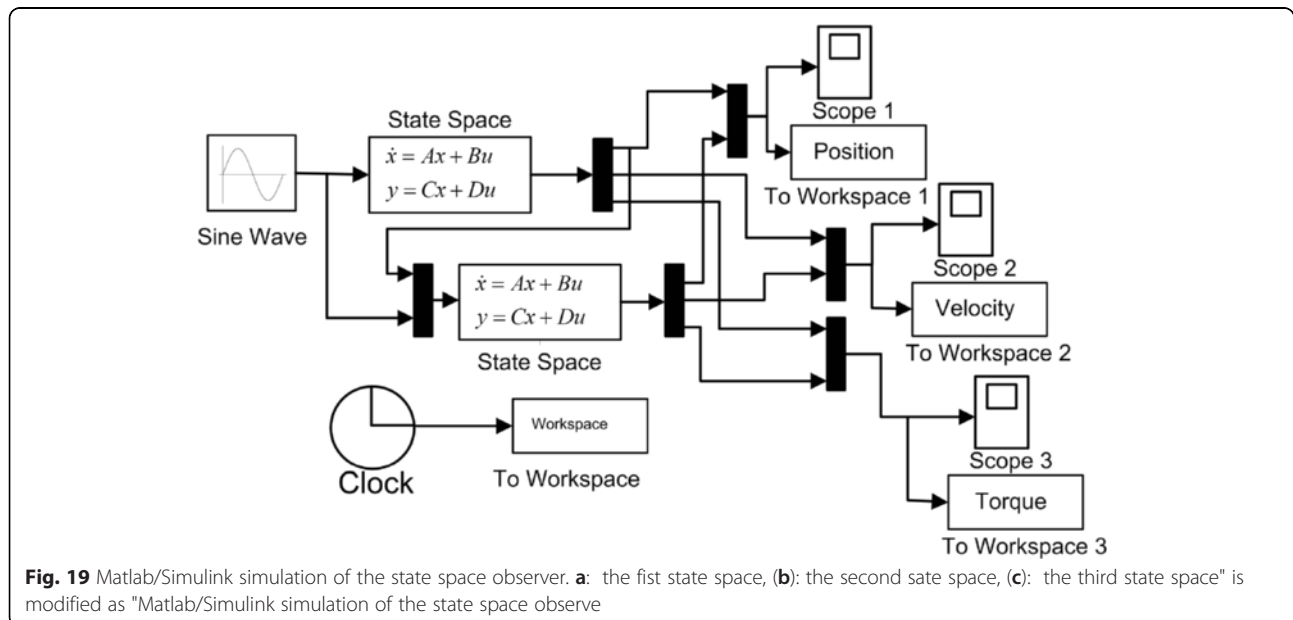 Scope 1
State Space
ẋ = Ax + Bu
y = Cx + Du
Position
To Workspace 1
Sine Wave
Scope 2
ẋ = Ax + Bu
y = Cx + Du
State Space
Velocity
To Workspace 2
Workspace
To Workspace
Clock
Scope 3
Torque
To Workspace 3
Fig. 19 Matlab/Simulink simulation of the state space observer. a: the fist state space, (b): the second sate space, (c): the third state space" is
modified as "Matlab/Simulink simulation of the state space observe